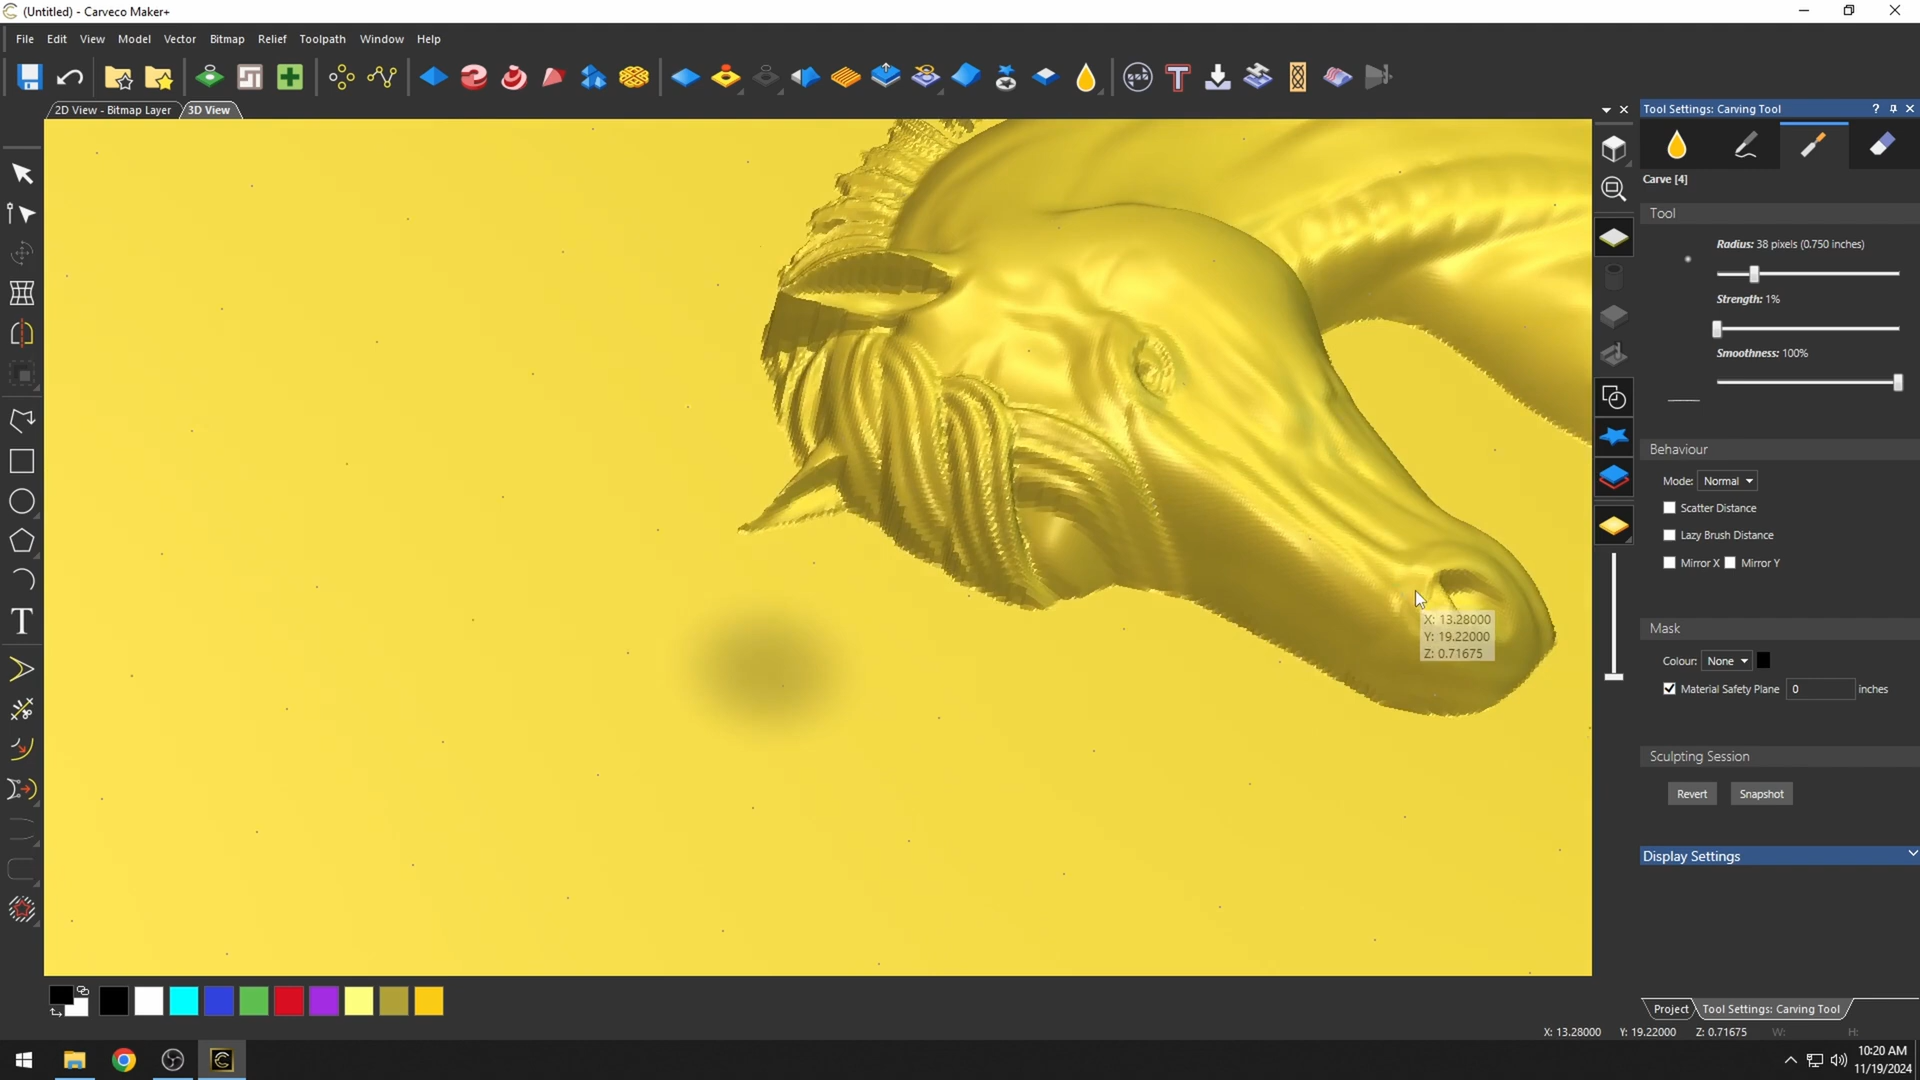 (Untitled) - Carveco Maker+
File Edit View Model Vector Bitmap Relief Toolpath Window Help
2D View - Bitmap Layer 3D View
Tool Settings: Carving Tool
Carve [4]
Tool
Radius: 38 pixels (0.750 inches)
Strength: 1%
Smoothness: 100%
Behaviour
Mode: Normal
Scatter Distance
Lazy Brush Distance
Mirror X Mirror Y
X: 13.28000
Y: 19.22000
Z: 0.71675
Mask
Colour: None
Material Safety Plane 0 inches
Sculpting Session
Revert Snapshot
Display Settings
Project Tool Settings: Carving Tool
X: 13.28000 Y: 19.22000 Z: 0.71675 W: H:
10:20 AM
11/19/2024